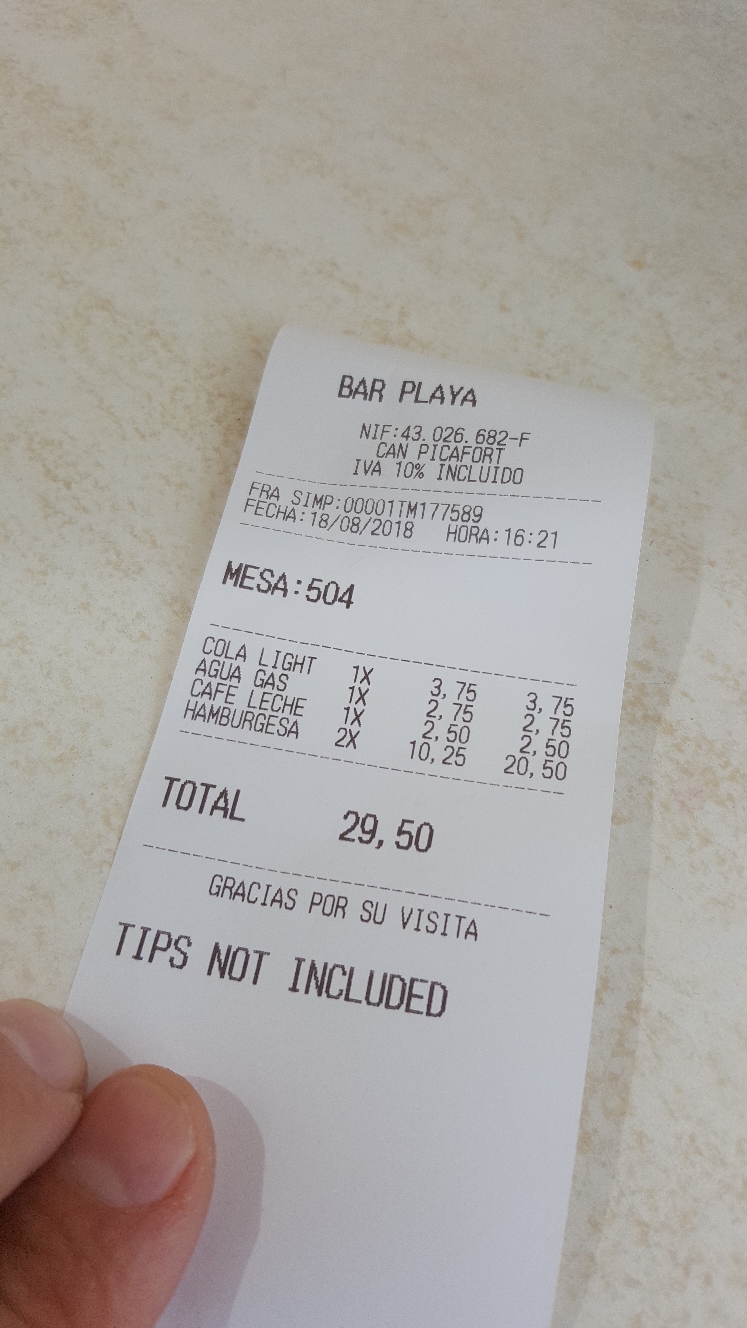 BAR PLAYA
NIF:43.026.682-F
CAN PICAFORT
IVA 10% INCLUIDO
FRA SIMP:00001TM177589
FECHA:18/08/2018 HORA:16:21
MESA:504
COLA LIGHT 1X 3,75 3,75
AGUA GAS 1X 2,75 2,75
CAFE LECHE 1X 2,50 2,50
HAMBURGESA 2X 10,25 20,50
TOTAL 29,50
GRACIAS POR SU VISITA
TIPS NOT INCLUDED